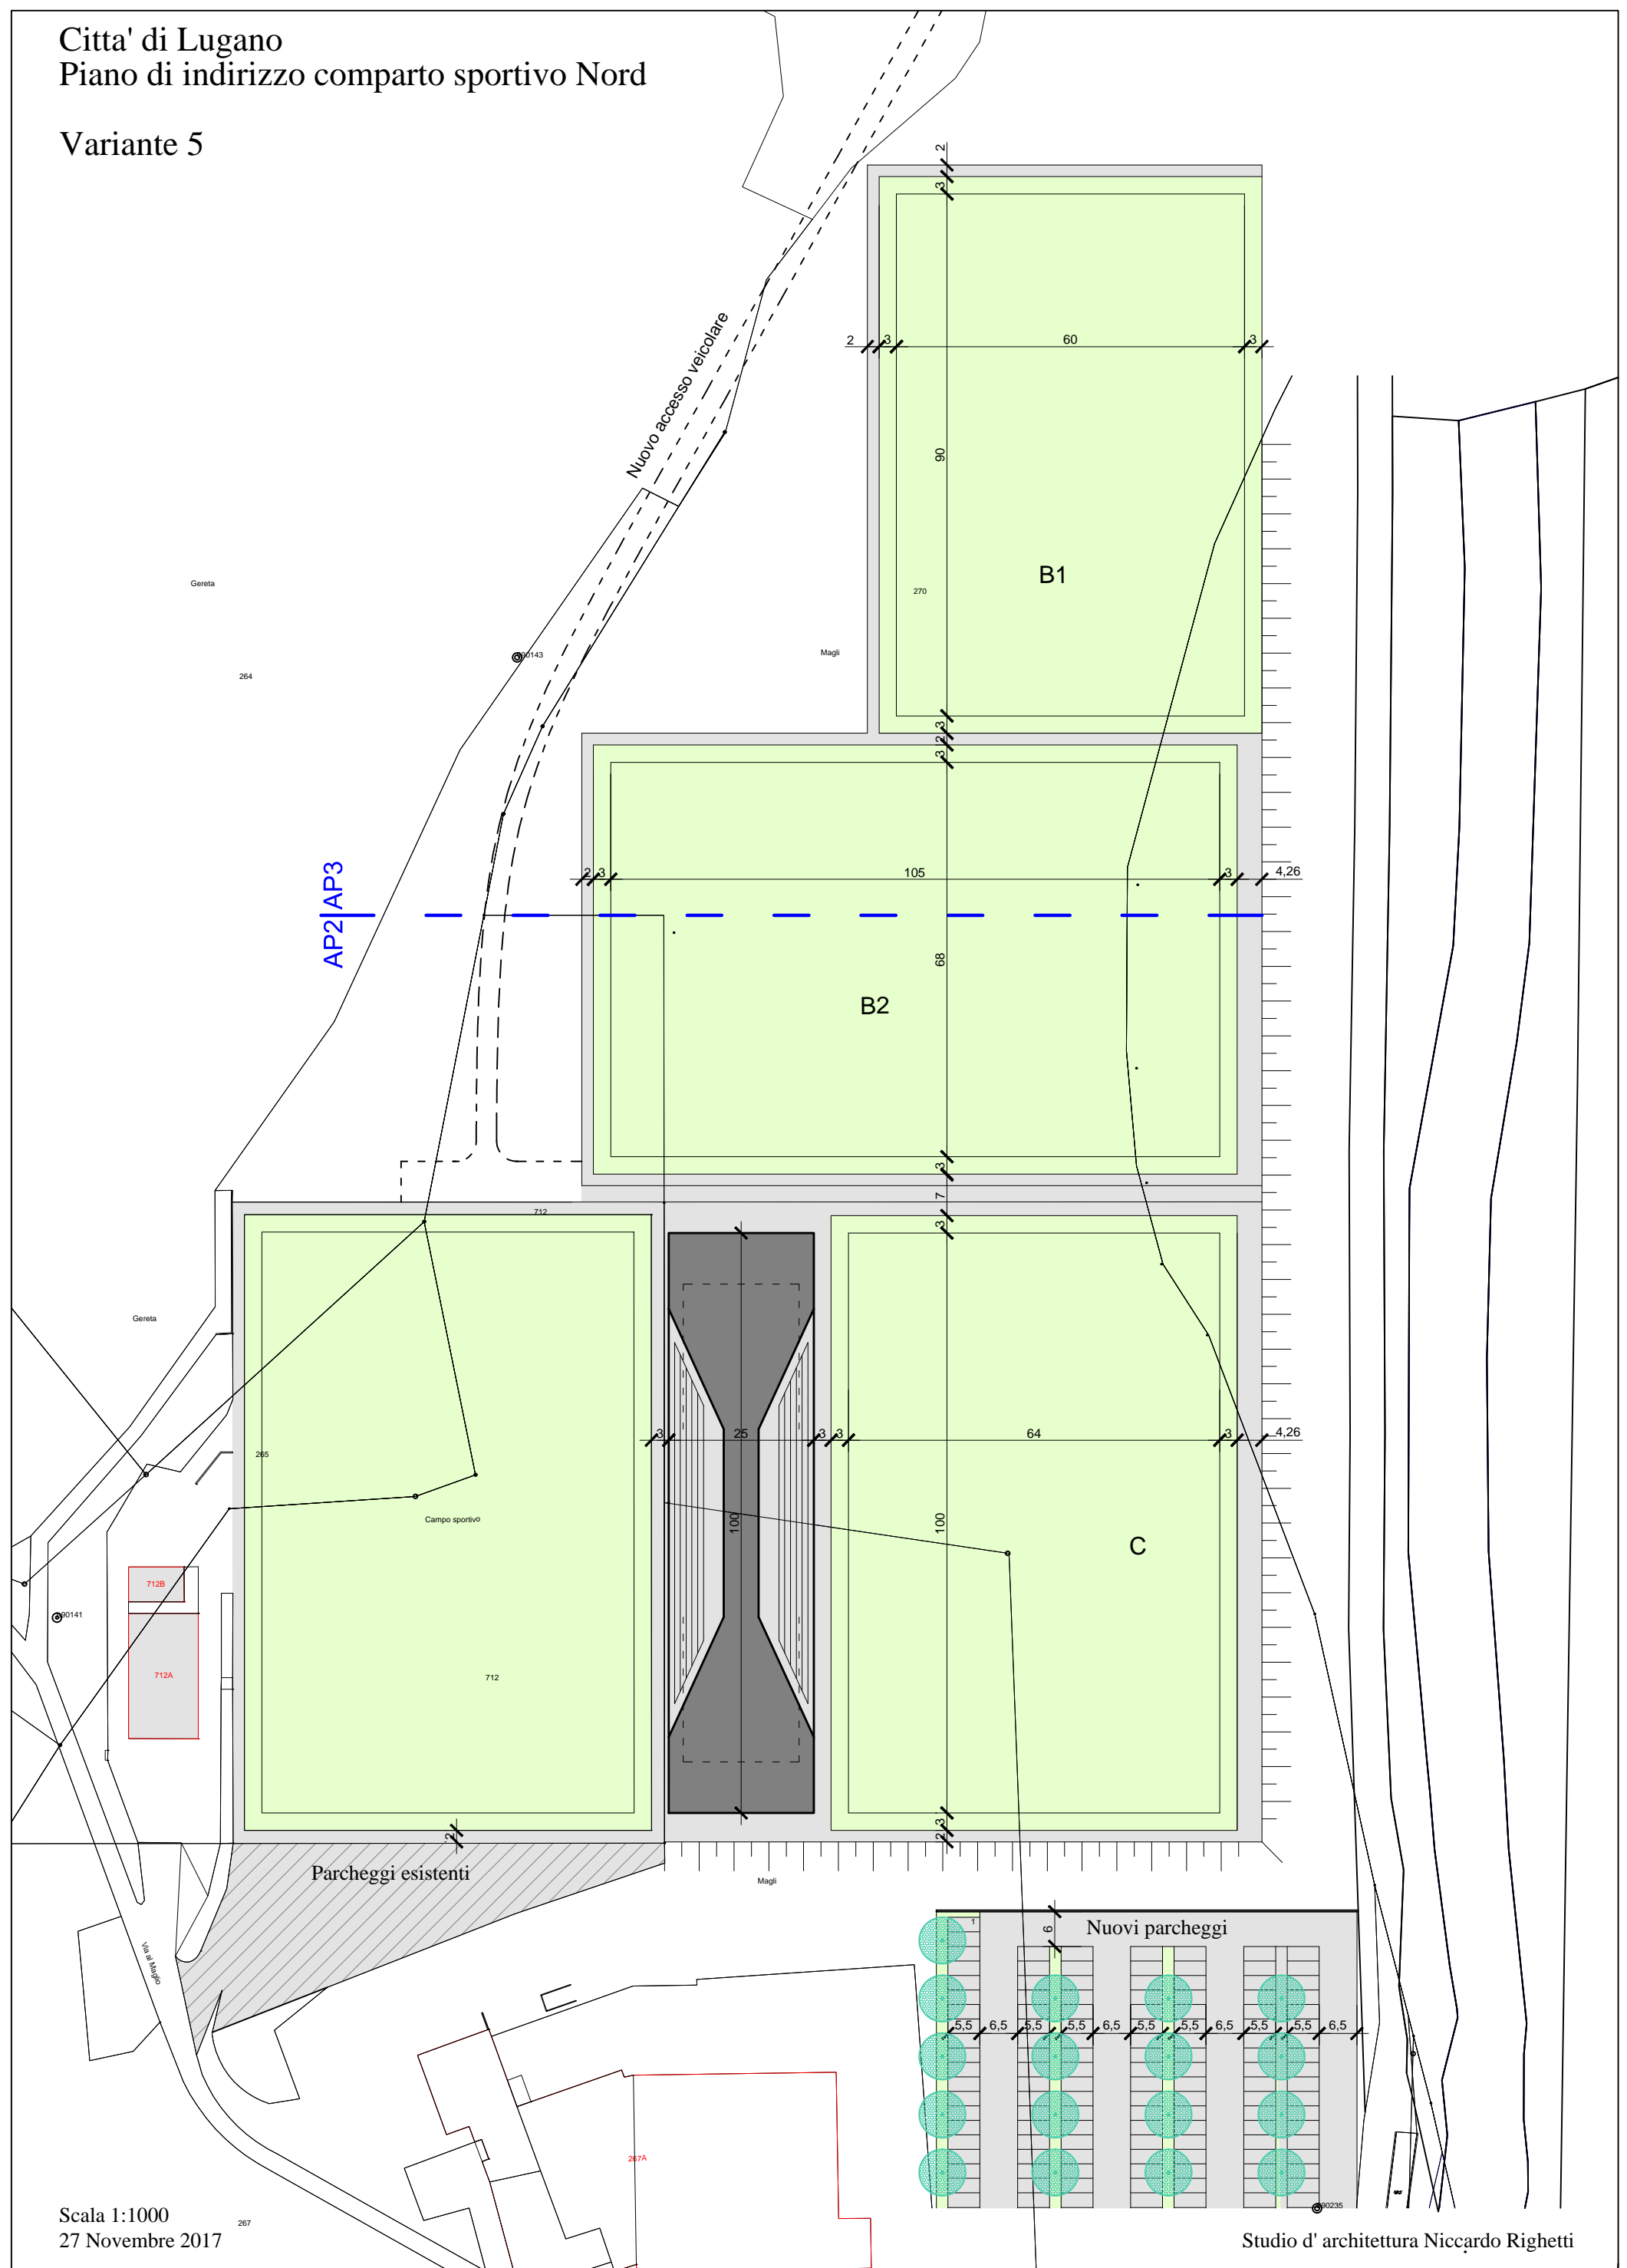 Citta' di Lugano
Piano di indirizzo comparto sportivo Nord
Variante 5
2
3
Nuovo accesso veicolare
2
3
60
3
90
B1
Gereta
270
090143
Magli
264
3
2
3
AP2 AP3
2
3
105
3
4,26
68
B2
3
7
712
3
Gereta
265
3
25
3
3
64
3
4,26
100
100
C
Campo sportivo
712B
090141
712A
712
2
3
2
Parcheggi esistenti
Magli
1
6
Nuovi parcheggi
Via al Maglio
5,5
6,5
5,5
5,5
6,5
5,5
5,5
6,5
5,5
5,5
6,5
267A
090235
Scala 1:1000
27 Novembre 2017
267
Studio d' architettura Niccardo Righetti